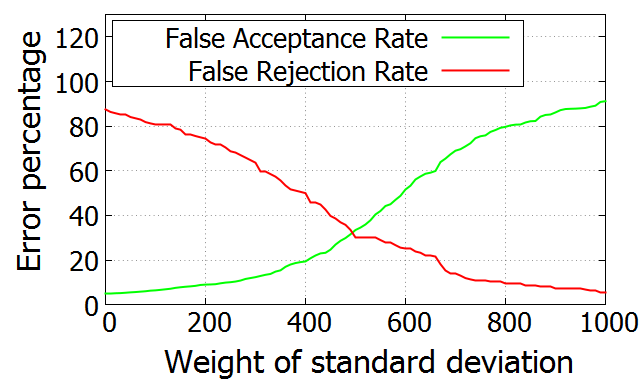 False Acceptance Rate
False Rejection Rate
120
100
80
60
40
20
0
Error percentage
0 200 400 600 800 1000
Weight of standard deviation